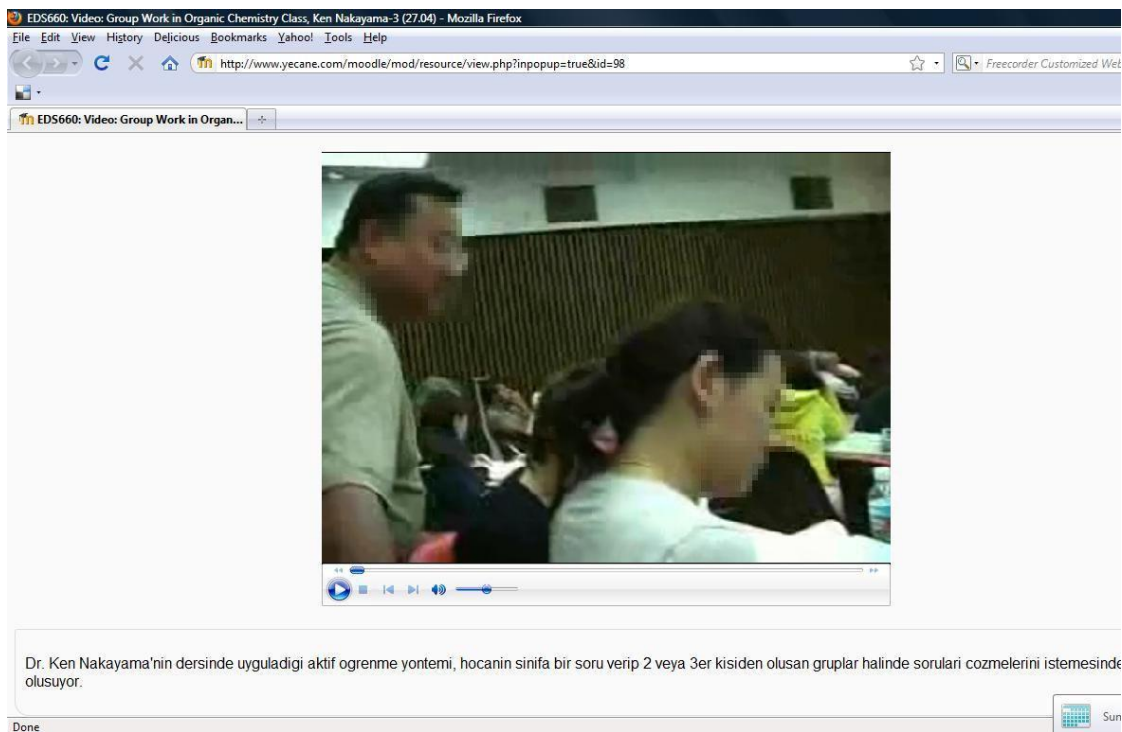 EDS660: Video: Group Work in Organic Chemistry Class, Ken Nakayama-3 (27.04) - Mozilla Firefox
File Edit View History Delicious Bookmarks Yahoo! Tools Help
http://www.yecane.com/moodle/mod/resource/view.php?inpopup=true&id=98 Freecorder Customized Web
EDS660: Video: Group Work in Organ...
Dr. Ken Nakayama'nin dersinde uyguladigi aktif ogrenme yontemi, hocanin sinifa bir soru verip 2 veya 3er kisiden olusan gruplar halinde sorulari cozmelerini istemesinde
olusuyor.
Sun
Done